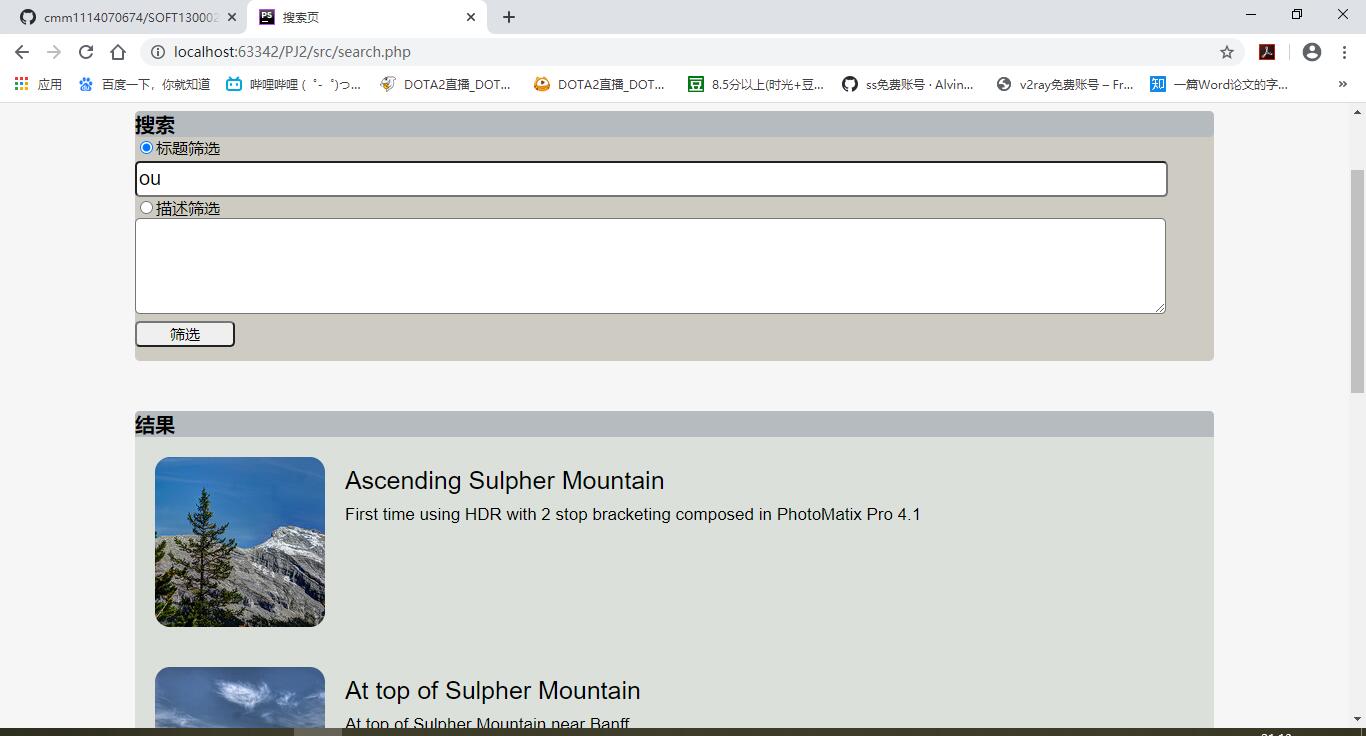 cmm1114070674/SOFT130002
搜索页
localhost:63342/PJ2/src/search.php
应用 百度一下，你就知道 哔哩哔哩 ( ゜- ゜)つ... DOTA2直播_DOT... DOTA2直播_DOT... 8.5分以上(时光+豆... ss免费账号 · Alvin... v2ray免费账号 – Fr... 一篇Word论文的字... »
搜索
标题筛选
ou
描述筛选
筛选
结果
Ascending Sulpher Mountain
First time using HDR with 2 stop bracketing composed in PhotoMatix Pro 4.1
At top of Sulpher Mountain
At top of Sulpher Mountain near Banff